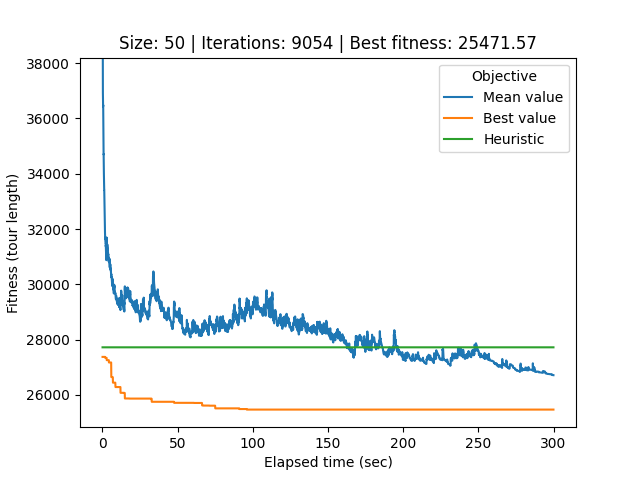 Size: 50 | Iterations: 9054 | Best fitness: 25471.57
Objective
Mean value
Best value
Heuristic
Fitness (tour length)
38000
36000
34000
32000
30000
28000
26000
0 50 100 150 200 250 300
Elapsed time (sec)